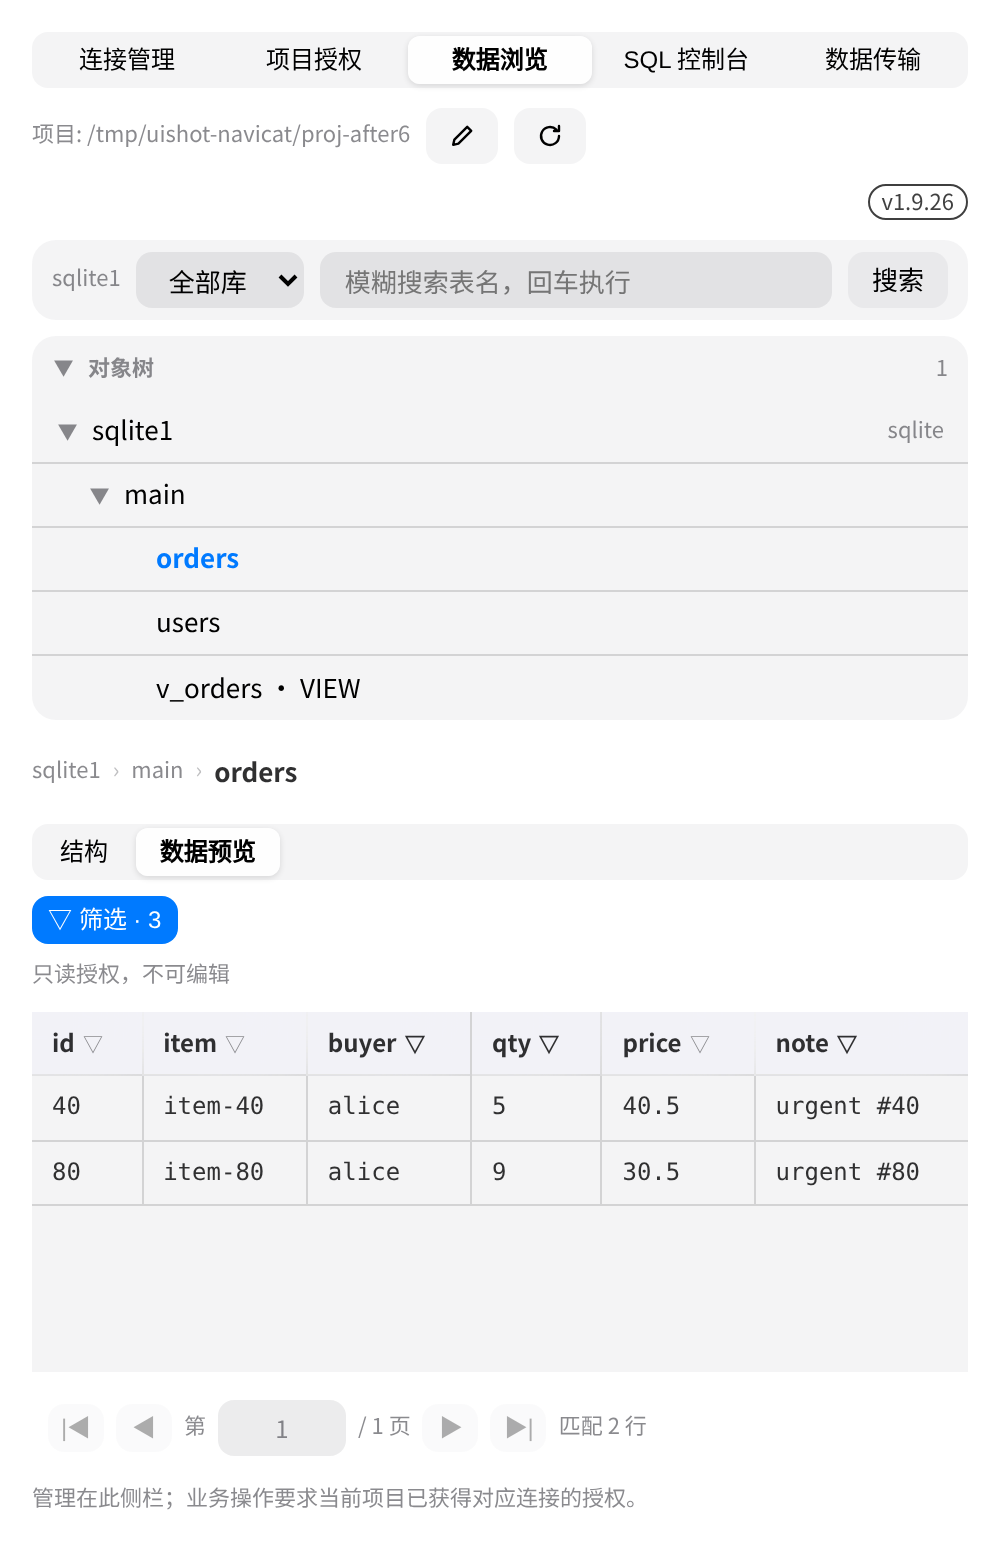 连接管理 项目授权 数据浏览 SQL 控制台 数据传输
项目: /tmp/uishot-navicat/proj-after6
v1.9.26
sqlite1 全部库 模糊搜索表名，回车执行 搜索
▼ 对象树 1
▼ sqlite1 sqlite
▼ main
orders
users
v_orders · VIEW
sqlite1 › main › orders
结构 数据预览
▽ 筛选 · 3
只读授权，不可编辑
id ▽ item ▽ buyer ▽ qty ▽ price ▽ note ▽
40 item-40 alice 5 40.5 urgent #40
80 item-80 alice 9 30.5 urgent #80
|◀ ◀ 第 1 / 1 页 ▶ ▶| 匹配 2 行
管理在此侧栏；业务操作要求当前项目已获得对应连接的授权。